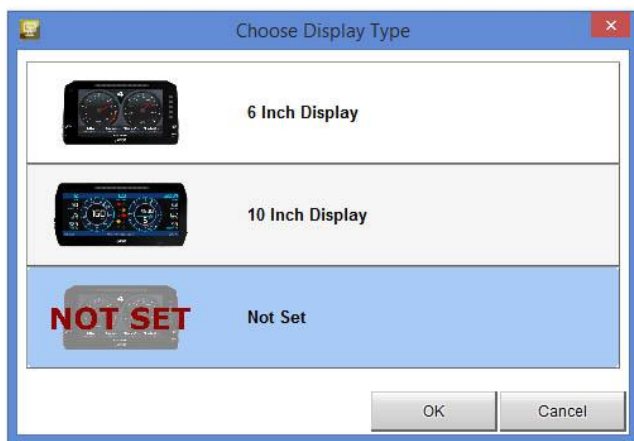 Choose Display Type
6 Inch Display
10 Inch Display
NOT SET
Not Set
OK
Cancel